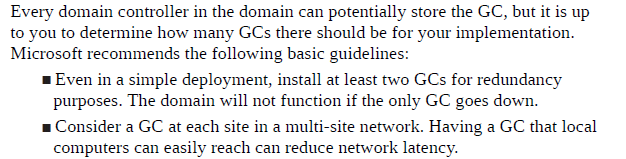 Every domain controller in the domain can potentially store the GC, but it is up
to you to determine how many GCs there should be for your implementation.
Microsoft recommends the following basic guidelines:
■ Even in a simple deployment, install at least two GCs for redundancy
purposes. The domain will not function if the only GC goes down.
■ Consider a GC at each site in a multi-site network. Having a GC that local
computers can easily reach can reduce network latency.